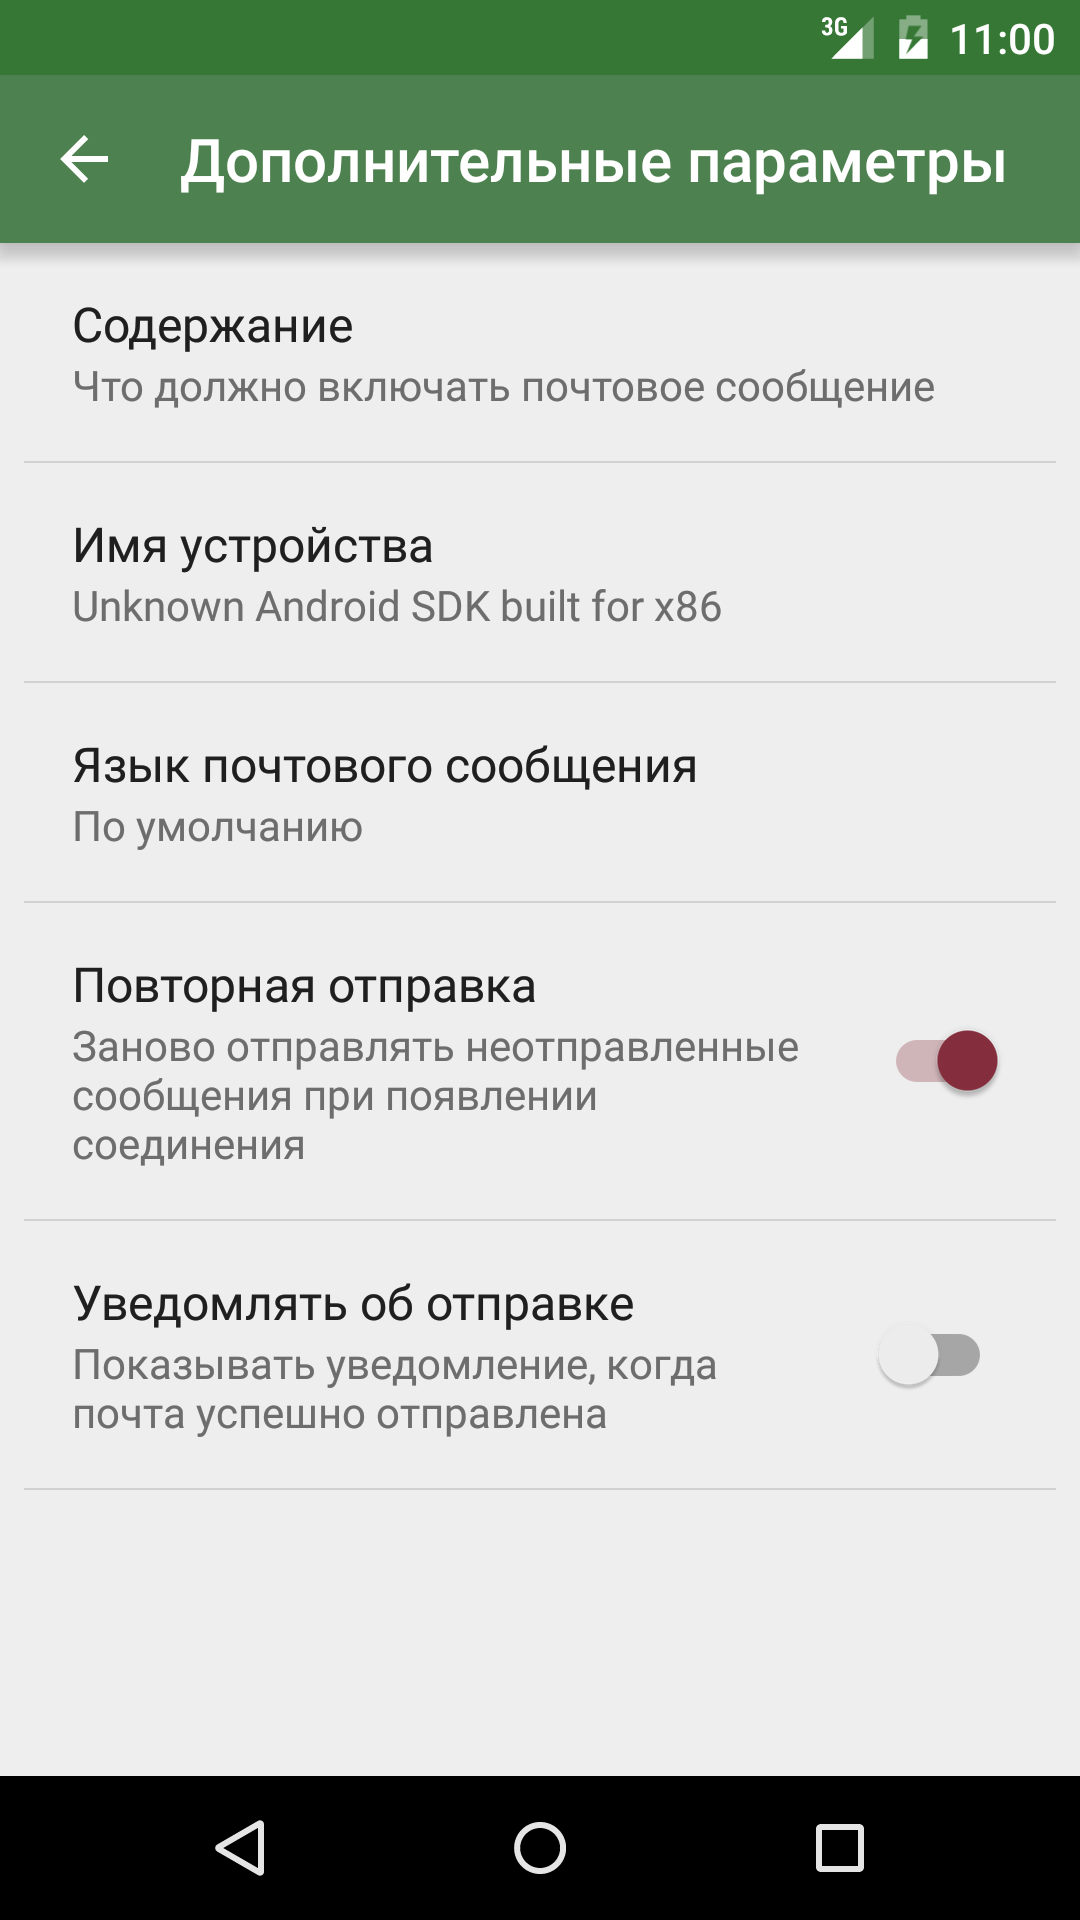 3G 11:00
Дополнительные параметры
Содержание
Что должно включать почтовое сообщение
Имя устройства
Unknown Android SDK built for x86
Язык почтового сообщения
По умолчанию
Повторная отправка
Заново отправлять неотправленные
сообщения при появлении
соединения
Уведомлять об отправке
Показывать уведомление, когда
почта успешно отправлена